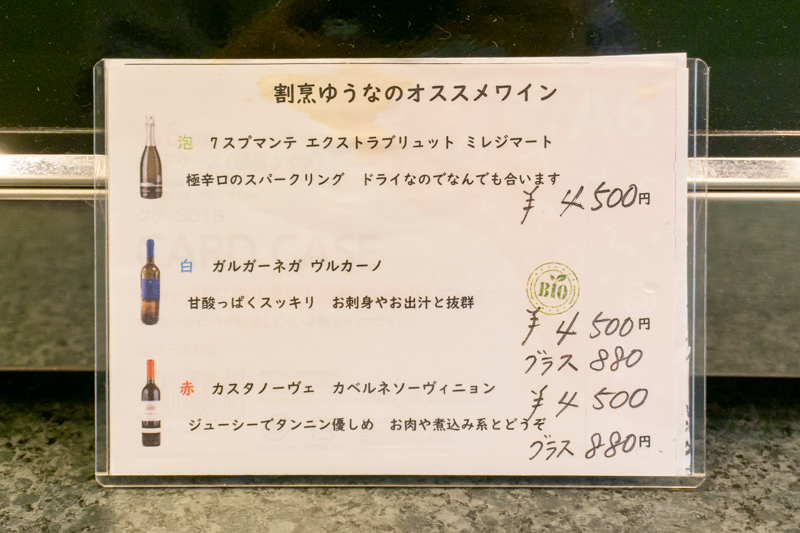 割烹ゆうなのオススメワイン
泡 7スプマンテ エクストラブリュット ミレジマート
極辛口のスパークリング ドライなのでなんでも合います
¥4500円
白 ガルガーネガ ヴルカーノ
BIO
甘酸っぱくスッキリ お刺身やお出汁と抜群
¥4500円
グラス 880
赤 カスタノーヴェ カベルネソーヴィニョン
¥4500
ジューシーでタンニン優しめ お肉や煮込み系とどうぞ
グラス 880円
CARD CASE